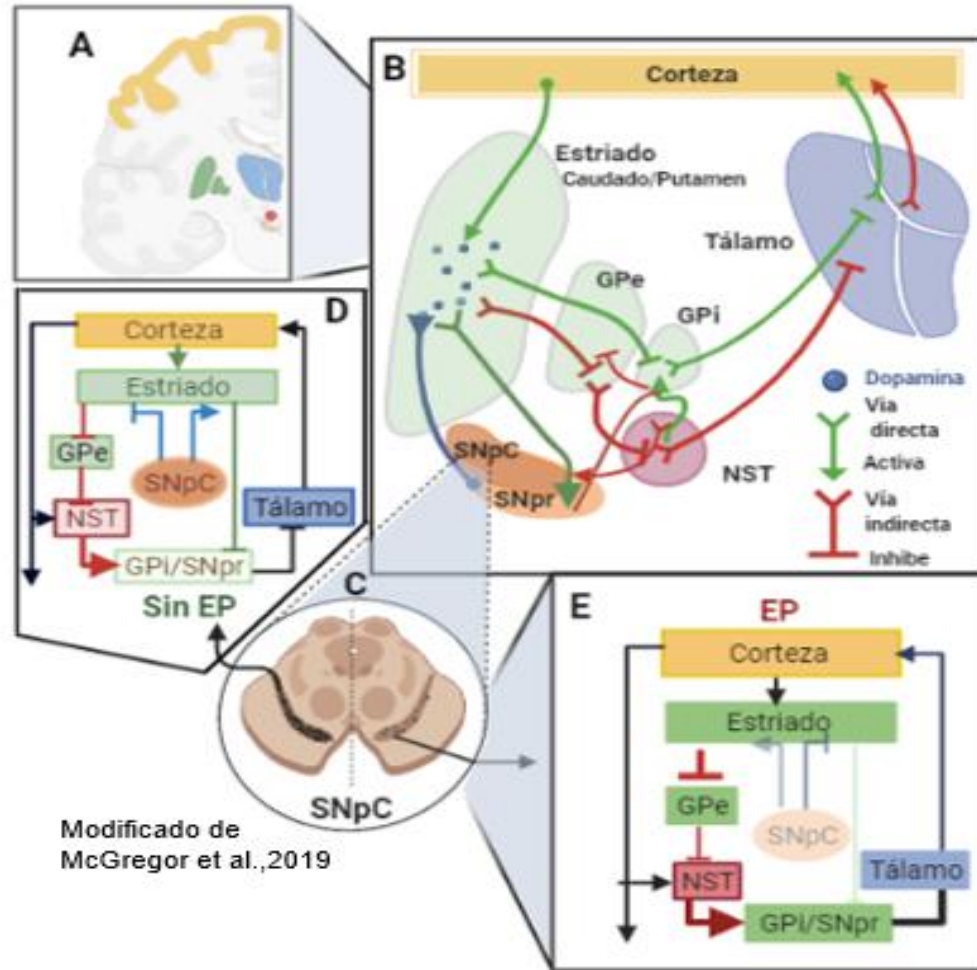 A
B
Corteza
Estriado
Caudado/Putamen
GPe
GPi
Tálamo
SNpC
SNpr
NST
Dopamina
Via
directa
Activa
Vía
indirecta
Inhibe
D
Corteza
Estriado
GPe
SNpC
NST
Tálamo
GPi/SNpr
Sin EP
C
SNpC
Modificado de
McGregor et al.,2019
E
EP
Corteza
Estriado
GPe
SNpC
NST
Tálamo
GPi/SNpr